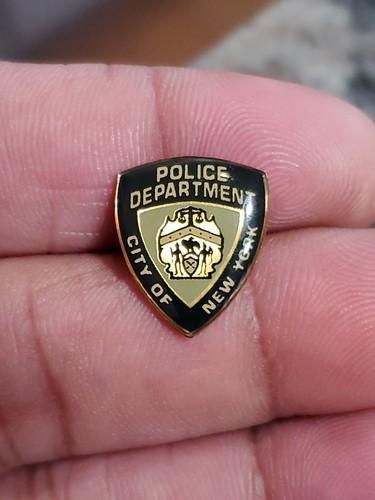 POLICE
DEPARTMENT
CITY OF
NEW YORK